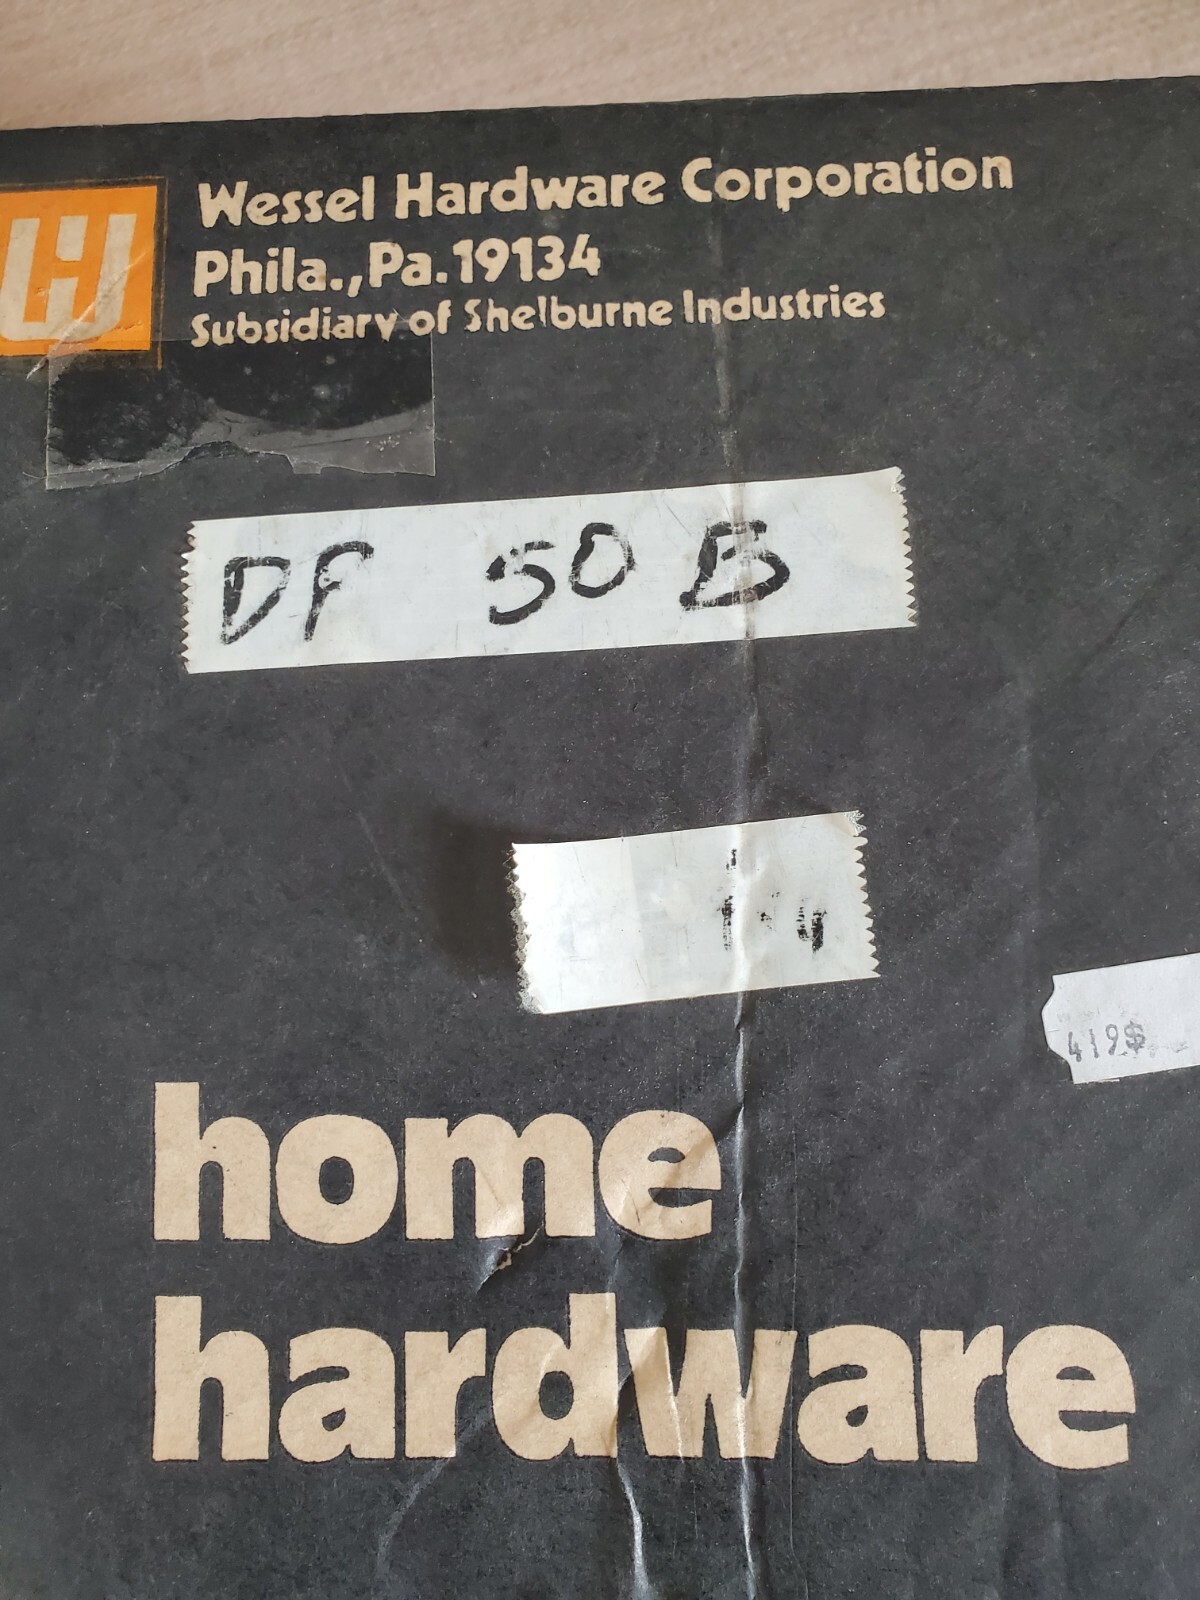 Wessel Hardware Corporation
Phila., Pa. 19134
Subsidiary of Shelburne Industries
DF 50 B
419$
home
hardware